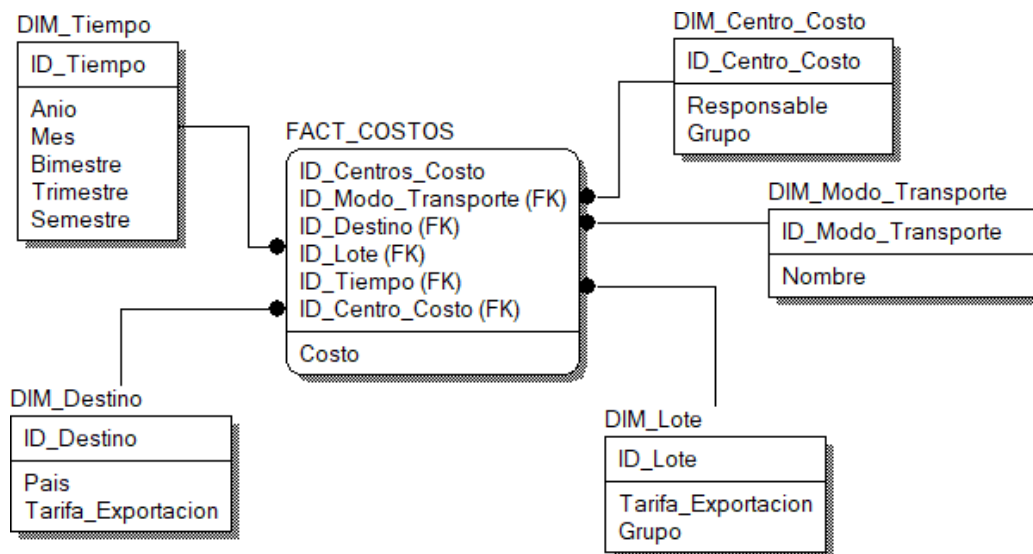 DIM_Tiempo
ID_Tiempo
Anio
Mes
Bimestre
Trimestre
Semestre
FACT_COSTOS
ID_Centros_Costo
ID_Modo_Transporte (FK)
ID_Destino (FK)
ID_Lote (FK)
ID_Tiempo (FK)
ID_Centro_Costo (FK)
Costo
DIM_Centro_Costo
ID_Centro_Costo
Responsable
Grupo
DIM_Modo_Transporte
ID_Modo_Transporte
Nombre
DIM_Destino
ID_Destino
Pais
Tarifa_Exportacion
DIM_Lote
ID_Lote
Tarifa_Exportacion
Grupo